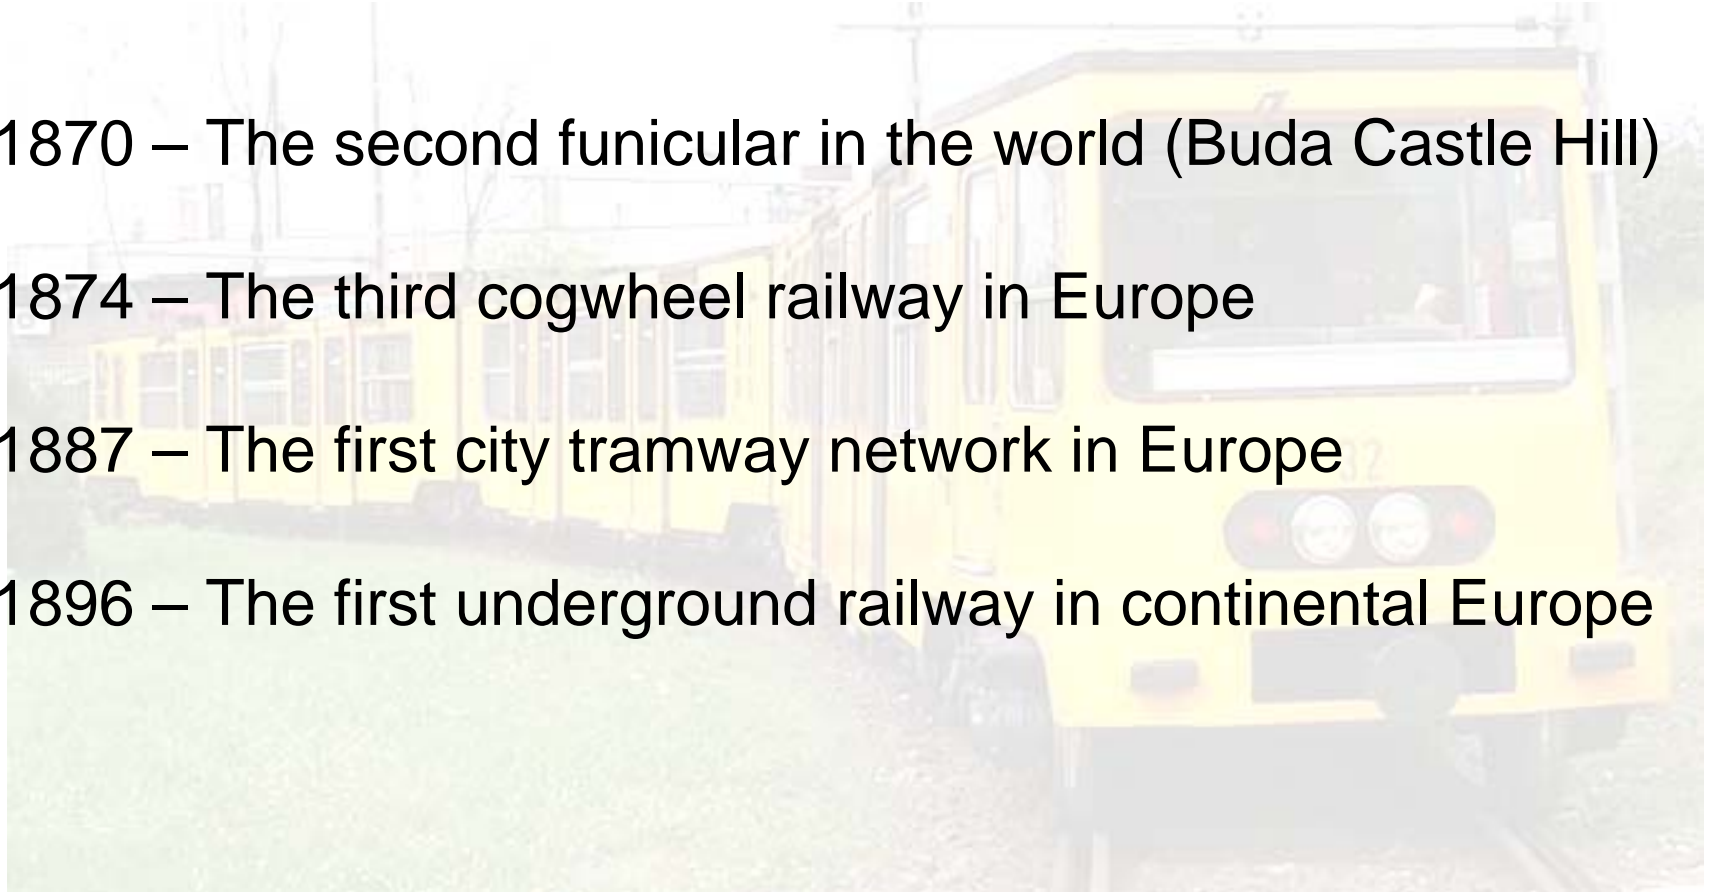 1870 – The second funicular in the world (Buda Castle Hill)
1874 – The third cogwheel railway in Europe
1887 – The first city tramway network in Europe
1896 – The first underground railway in continental Europe